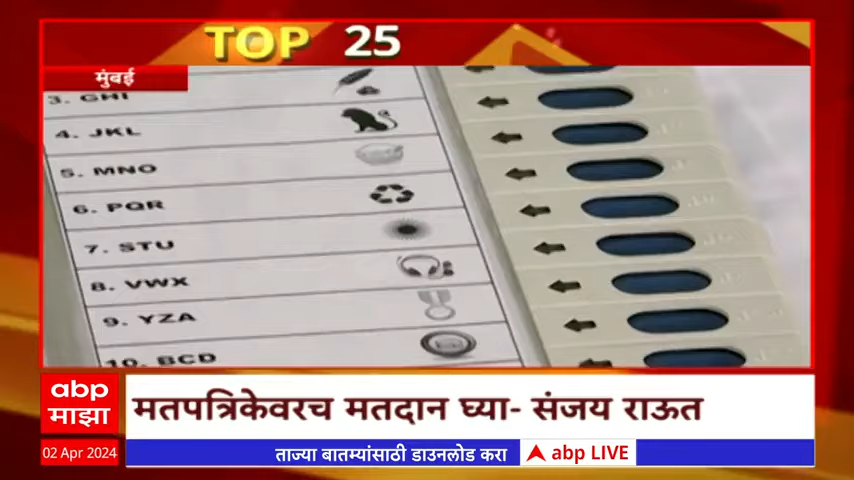 TOP 25
मुंबई
3. GHI
4. JKL
5. MNO
6. PQR
7. STU
8. VWX
9. YZA
10. BCD
abp
माझा
मतपत्रिकेवरच मतदान घ्या- संजय राऊत
02 Apr 2024
ताज्या बातम्यांसाठी डाउनलोड करा
abp LIVE